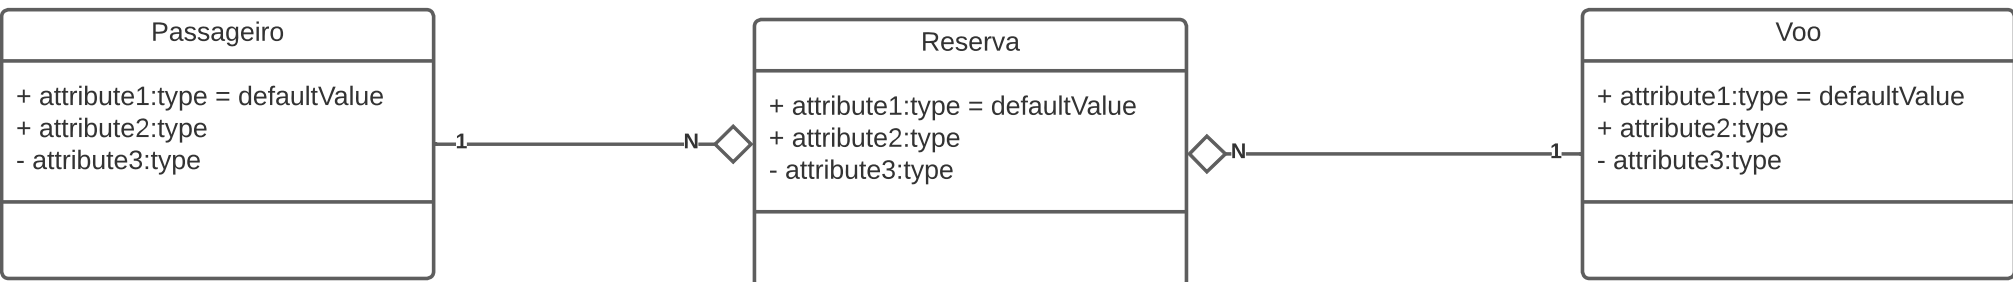 Passageiro
+ attribute1:type = defaultValue
+ attribute2:type
- attribute3:type
1
N
Reserva
+ attribute1:type = defaultValue
+ attribute2:type
- attribute3:type
N
1
Voo
+ attribute1:type = defaultValue
+ attribute2:type
- attribute3:type